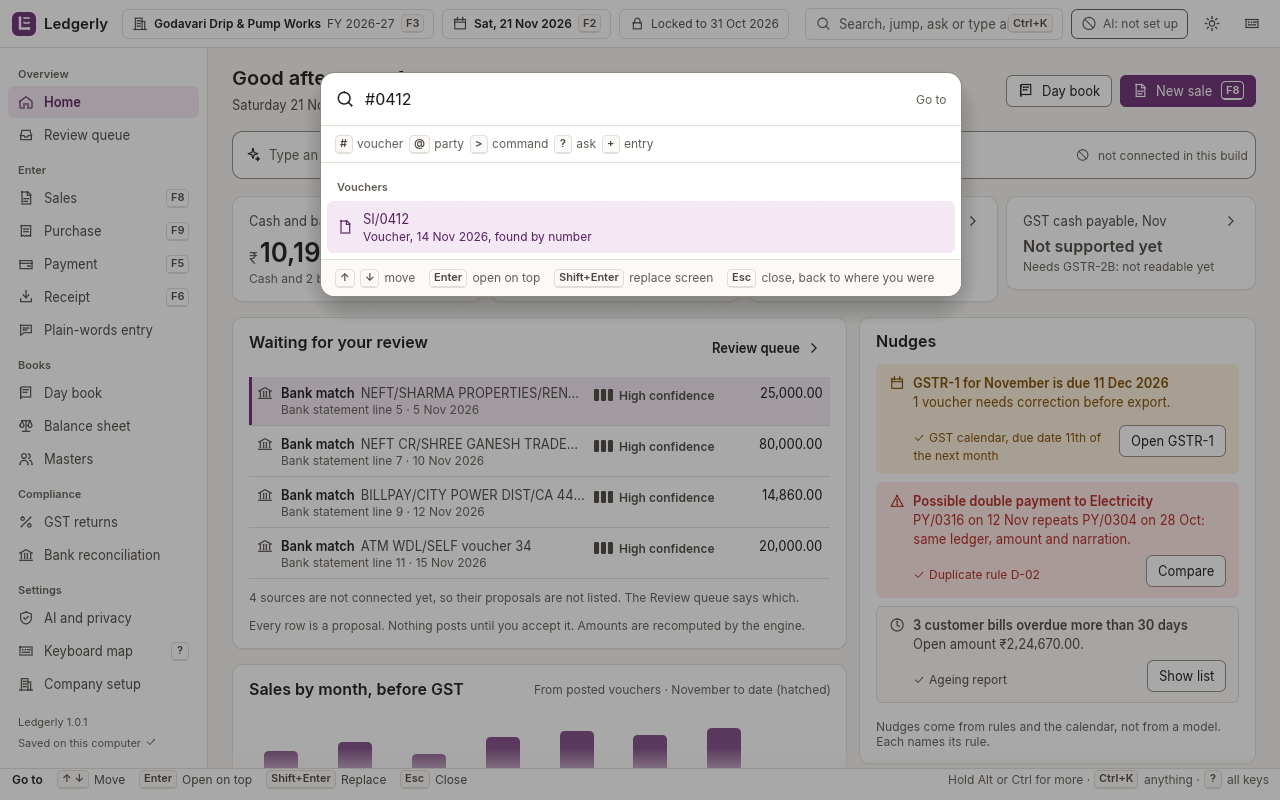 Ledgerly
Godavari Drip & Pump Works FY 2026-27 F3
Sat, 21 Nov 2026 F2
Locked to 31 Oct 2026
Search, jump, ask or type a Ctrl+K
AI: not set up
Overview
Home
Review queue
Enter
Sales F8
Purchase F9
Payment F5
Receipt F6
Plain-words entry
Books
Day book
Balance sheet
Masters
Compliance
GST returns
Bank reconciliation
Settings
AI and privacy
Keyboard map ?
Company setup
Ledgerly 1.0.1
Saved on this computer
Saturday 21 No
Day book
New sale F8
Type an
not connected in this build
#0412 Go to
# voucher @ party > command ? ask + entry
Vouchers
SI/0412
Voucher, 14 Nov 2026, found by number
↑ ↓ move Enter open on top Shift+Enter replace screen Esc close, back to where you were
Cash and b
₹10,19
Cash and 2 b
GST cash payable, Nov
Not supported yet
Needs GSTR-2B: not readable yet
Waiting for your review
Review queue
Bank match NEFT/SHARMA PROPERTIES/REN... High confidence 25,000.00
Bank statement line 5 · 5 Nov 2026
Bank match NEFT CR/SHREE GANESH TRADE... High confidence 80,000.00
Bank statement line 7 · 10 Nov 2026
Bank match BILLPAY/CITY POWER DIST/CA 44... High confidence 14,860.00
Bank statement line 9 · 12 Nov 2026
Bank match ATM WDL/SELF voucher 34 High confidence 20,000.00
Bank statement line 11 · 15 Nov 2026
4 sources are not connected yet, so their proposals are not listed. The Review queue says which.
Every row is a proposal. Nothing posts until you accept it. Amounts are recomputed by the engine.
Sales by month, before GST
From posted vouchers · November to date (hatched)
Nudges
GSTR-1 for November is due 11 Dec 2026
1 voucher needs correction before export.
✓ GST calendar, due date 11th of
the next month
Open GSTR-1
Possible double payment to Electricity
PY/0316 on 12 Nov repeats PY/0304 on 28 Oct:
same ledger, amount and narration.
✓ Duplicate rule D-02
Compare
3 customer bills overdue more than 30 days
Open amount ₹2,24,670.00.
✓ Ageing report
Show list
Nudges come from rules and the calendar, not from a model.
Each names its rule.
Go to ↑ ↓ Move Enter Open on top Shift+Enter Replace Esc Close
Hold Alt or Ctrl for more · Ctrl+K anything · ? all keys